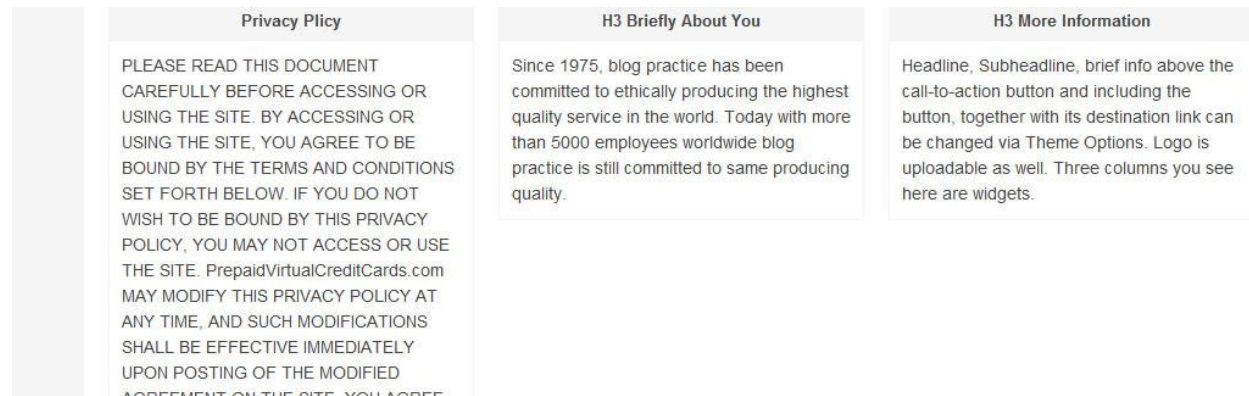 Privacy Plicy
PLEASE READ THIS DOCUMENT
CAREFULLY BEFORE ACCESSING OR
USING THE SITE. BY ACCESSING OR
USING THE SITE, YOU AGREE TO BE
BOUND BY THE TERMS AND CONDITIONS
SET FORTH BELOW. IF YOU DO NOT
WISH TO BE BOUND BY THIS PRIVACY
POLICY, YOU MAY NOT ACCESS OR USE
THE SITE. PrepaidVirtualCreditCards.com
MAY MODIFY THIS PRIVACY POLICY AT
ANY TIME, AND SUCH MODIFICATIONS
SHALL BE EFFECTIVE IMMEDIATELY
UPON POSTING OF THE MODIFIED
AGREEMENT ON THE SITE. YOU AGREE
H3 Briefly About You
Since 1975, blog practice has been
committed to ethically producing the highest
quality service in the world. Today with more
than 5000 employees worldwide blog
practice is still committed to same producing
quality.
H3 More Information
Headline, Subheadline, brief info above the
call-to-action button and including the
button, together with its destination link can
be changed via Theme Options. Logo is
uploadable as well. Three columns you see
here are widgets.